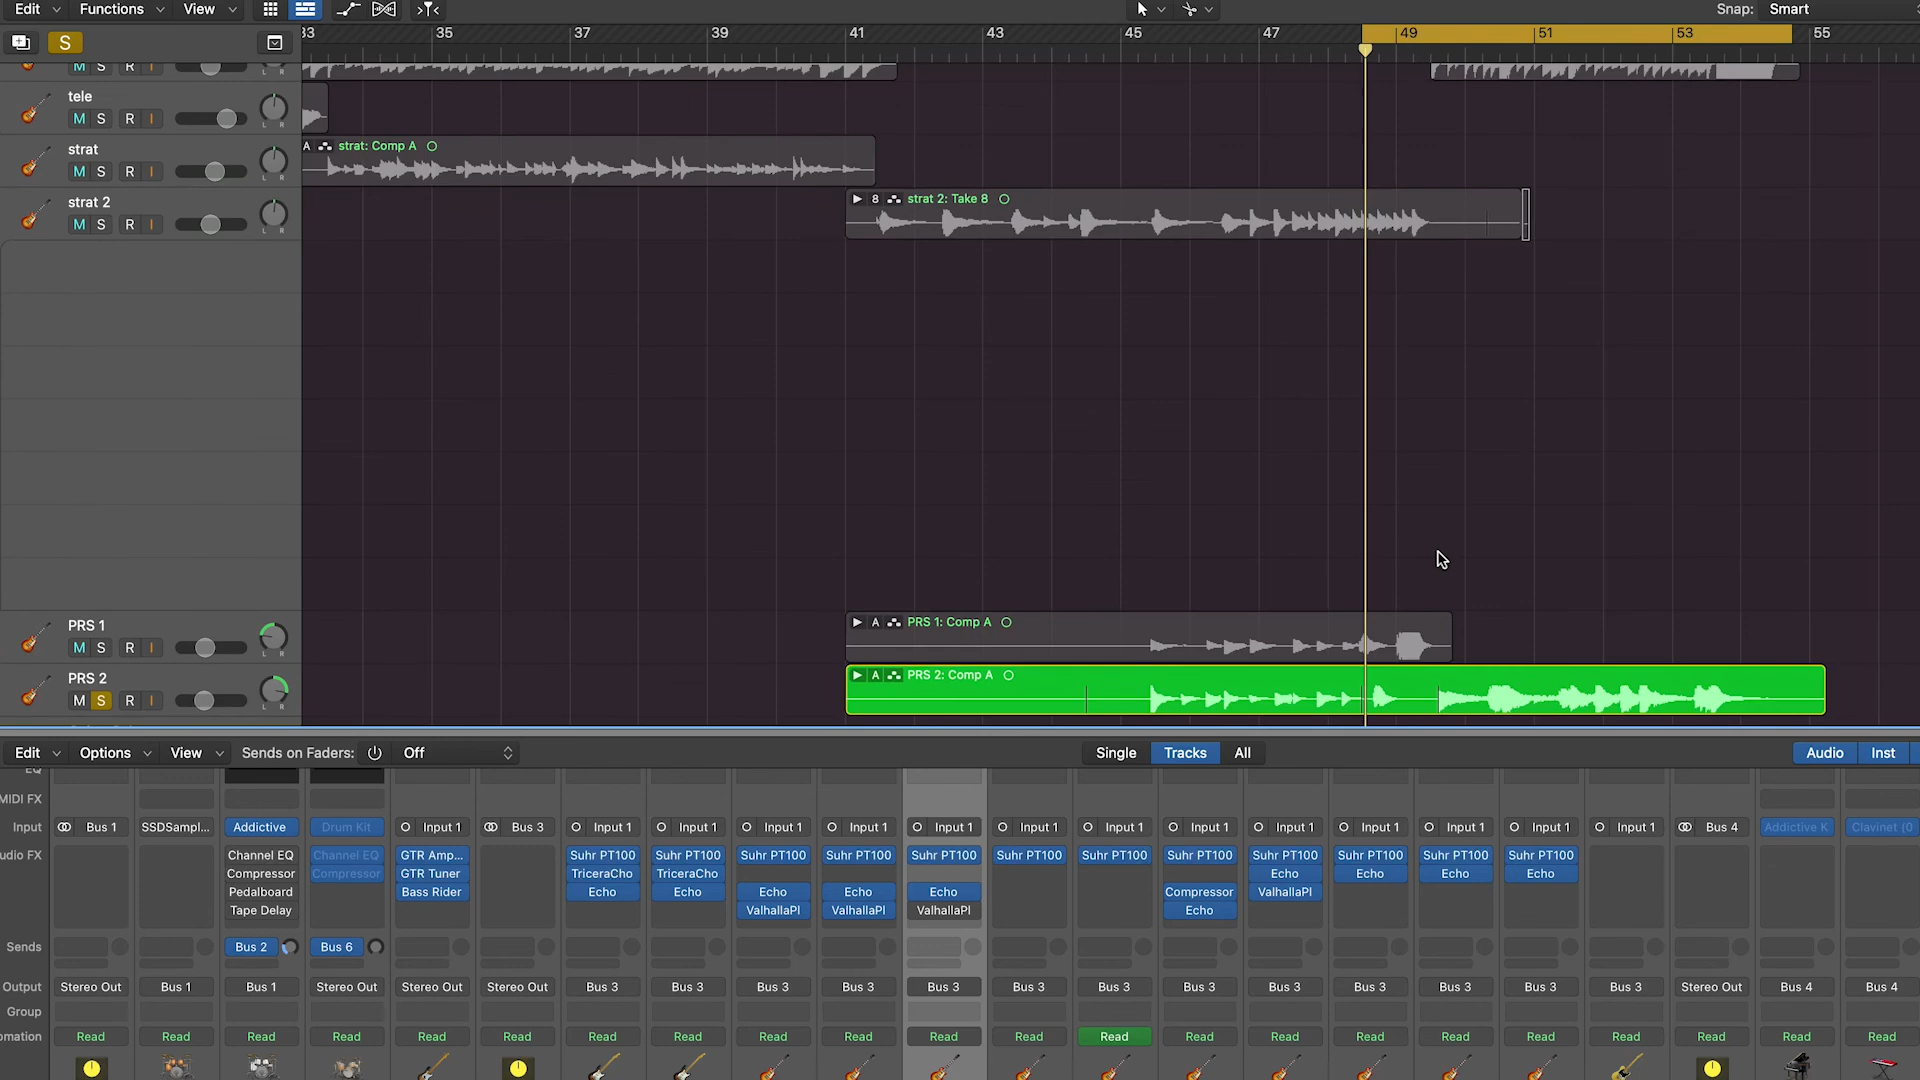 Edit Functions View Snap: Smart
S 33 35 37 39 41 43 45 47 49 51 53 55
M S R I
tele
M S R I L R
strat A strat: Comp A
M S R I L R
strat 2 8 strat 2: Take 8
M S R I L R
PRS 1 A PRS 1: Comp A
M S R I L R
PRS 2 A PRS 2: Comp A
M S R I L R
Edit Options View Sends on Faders: Off Single Tracks All Audio Inst
EQ
MIDI FX
Input Bus 1 SSDSampl... Addictive Drum Kit Input 1 Bus 3 Input 1 Input 1 Input 1 Input 1 Input 1 Input 1 Input 1 Input 1 Input 1 Input 1 Input 1 Input 1 Input 1 Bus 4 Addictive K Clavinet (0
udio FX Channel EQ Channel EQ GTR Amp... Suhr PT100 Suhr PT100 Suhr PT100 Suhr PT100 Suhr PT100 Suhr PT100 Suhr PT100 Suhr PT100 Suhr PT100 Suhr PT100 Suhr PT100 Suhr PT100
Compressor Compressor GTR Tuner TriceraCho TriceraCho Echo Echo Echo Echo
Pedalboard Bass Rider Echo Echo Echo Echo Echo Compressor ValhallaPl
Tape Delay ValhallaPl ValhallaPl ValhallaPl Echo
Sends Bus 2 Bus 6
Output Stereo Out Bus 1 Bus 1 Stereo Out Stereo Out Stereo Out Bus 3 Bus 3 Bus 3 Bus 3 Bus 3 Bus 3 Bus 3 Bus 3 Bus 3 Bus 3 Bus 3 Bus 3 Bus 3 Stereo Out Bus 4 Bus 4
Group
omation Read Read Read Read Read Read Read Read Read Read Read Read Read Read Read Read Read Read Read Read Read Read